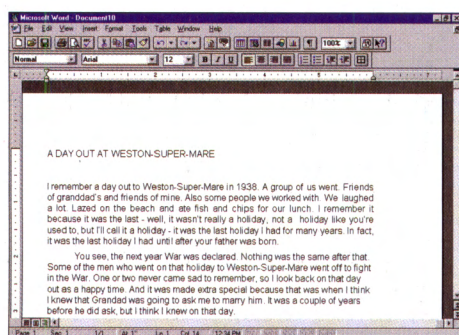 Microsoft Word - Document10
File Edit View Insert Format Tools Table Window Help
100%
Normal Arial 12 B I U
A DAY OUT AT WESTON-SUPER-MARE
I remember a day out to Weston-Super-Mare in 1938. A group of us went. Friends
of granddad's and friends of mine. Also some people we worked with. We laughed
a lot. Lazed on the beach and ate fish and chips for our lunch. I remember it
because it was the last - well, it wasn't really a holiday, not a holiday like you're
used to, but I'll call it a holiday - it was the last holiday I had for many years. In fact,
it was the last holiday I had until after your father was born.
You see, the next year War was declared. Nothing was the same after that.
Some of the men who went on that holiday to Weston-Super-Mare went off to fight
in the War. One or two never came sad to remember, so I look back on that day
out as a happy time. And it was made extra special because that was when I think
I knew that Grandad was going to ask me to marry him. It was a couple of years
before he did ask, but I think I knew on that day.
Page 1 Sec 1 1/1 At 1" Ln 1 Col 14 12:34 PM